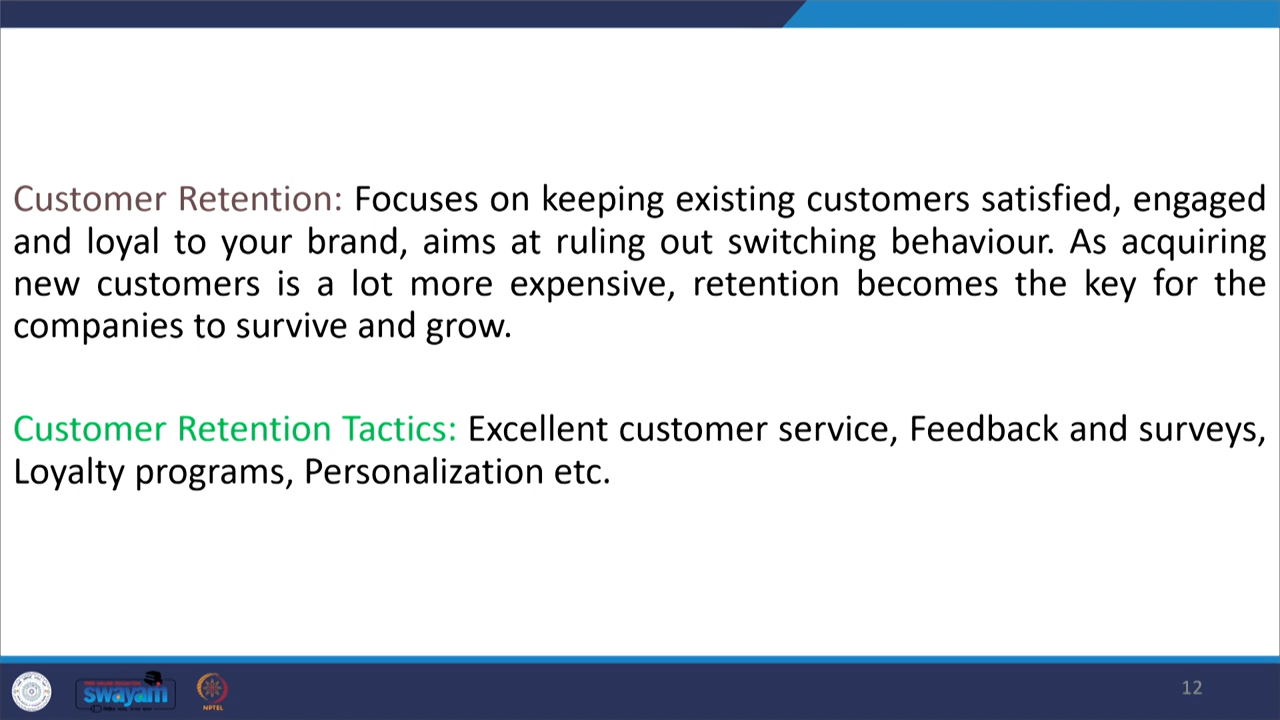 Customer Retention: Focuses on keeping existing customers satisfied, engaged
and loyal to your brand, aims at ruling out switching behaviour. As acquiring
new customers is a lot more expensive, retention becomes the key for the
companies to survive and grow.
Customer Retention Tactics: Excellent customer service, Feedback and surveys,
Loyalty programs, Personalization etc.
swayam
NPTEL
12